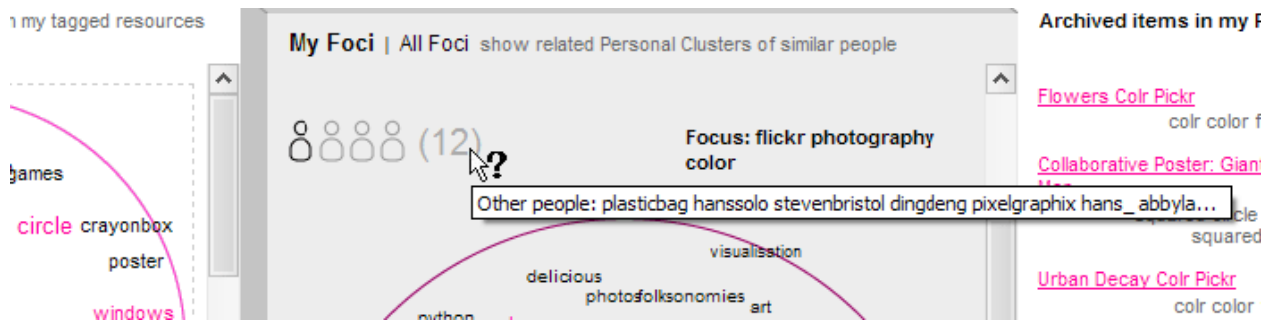 my tagged resources
games
circle crayonbox
poster
windows
My Foci | All Foci show related Personal Clusters of similar people
(12)
Focus: flickr photography
color
?
Other people: plasticbag hanssolo stevenbristol dingdeng pixelgraphix hans_ abbyla...
visualisation
delicious
photos folksonomies
art
python
Archived items in my
Flowers Colr Pickr
colr color
Collaborative Poster: Giant
squared circle
squared
Urban Decay Colr Pickr
colr color